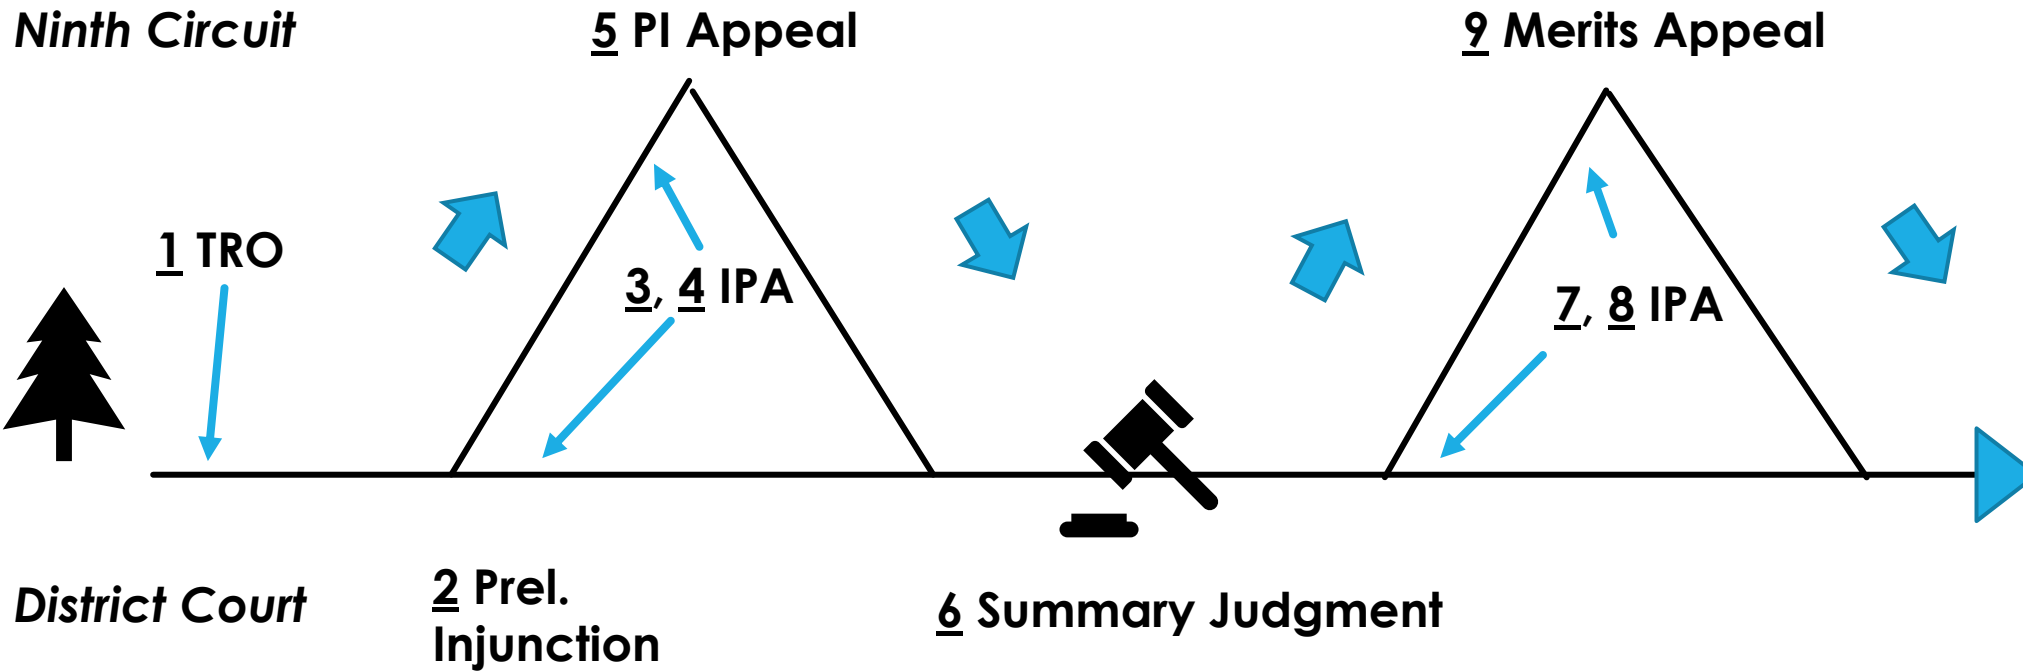 Ninth Circuit
5 PI Appeal
9 Merits Appeal
1 TRO
3, 4 IPA
7, 8 IPA
District Court
2 Prel.
Injunction
6 Summary Judgment